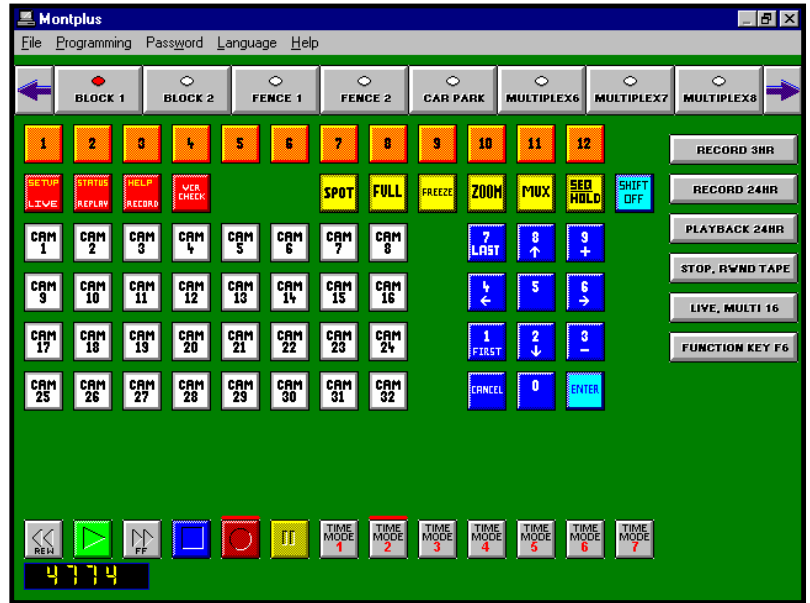 Montplus
File Programming Password Language Help
BLOCK 1 BLOCK 2 FENCE 1 FENCE 2 CAR PARK MULTIPLEX6 MULTIPLEX7 MULTIPLEX8
1 2 3 4 5 6 7 8 9 10 11 12
RECORD 3HR
SETUP LIVE STATUS REPLAY HELP RECORD VCR CHECK SPOT FULL FREEZE ZOOM MUX SEQ HOLD SHIFT OFF
RECORD 24HR
CAM 1 CAM 2 CAM 3 CAM 4 CAM 5 CAM 6 CAM 7 CAM 8 7 LAST 8 ↑ 9 +
PLAYBACK 24HR
STOP, RWND TAPE
CAM 9 CAM 10 CAM 11 CAM 12 CAM 13 CAM 14 CAM 15 CAM 16 4 ← 5 6 →
LIVE, MULTI 16
CAM 17 CAM 18 CAM 19 CAM 20 CAM 21 CAM 22 CAM 23 CAM 24 1 FIRST 2 ↓ 3 −
FUNCTION KEY F6
CAM 25 CAM 26 CAM 27 CAM 28 CAM 29 CAM 30 CAM 31 CAM 32 CANCEL 0 ENTER
REW FF TIME MODE 1 TIME MODE 2 TIME MODE 3 TIME MODE 4 TIME MODE 5 TIME MODE 6 TIME MODE 7
4774